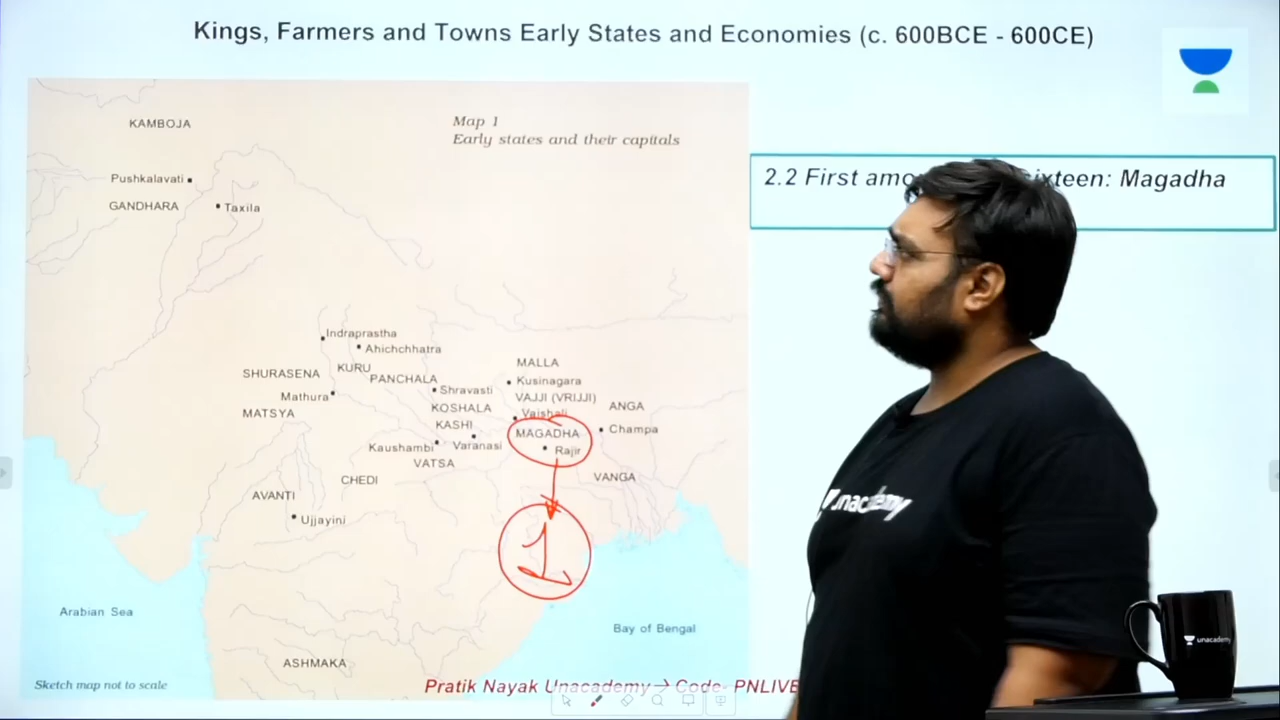 Kings, Farmers and Towns Early States and Economies (c. 600BCE - 600CE)
Map 1
Early states and their capitals
KAMBOJA
Pushkalavati
GANDHARA
Taxila
2.2 First amo
ixteen: Magadha
Indraprastha
Ahichchhatra
SHURASENA
KURU
PANCHALA
Mathura
MATSYA
Shravasti
KOSHALA
KASHI
Kaushambi
Varanasi
VATSA
MALLA
Kusinagara
VAJJI (VRIJJI)
Vaishali
MAGADHA
Rajir
ANGA
Champa
VANGA
CHEDI
AVANTI
Ujjayini
1
Arabian Sea
Bay of Bengal
ASHMAKA
Sketch map not to scale
Pratik Nayak Unacademy → Code- PNLIVE
unacademy
unacademy